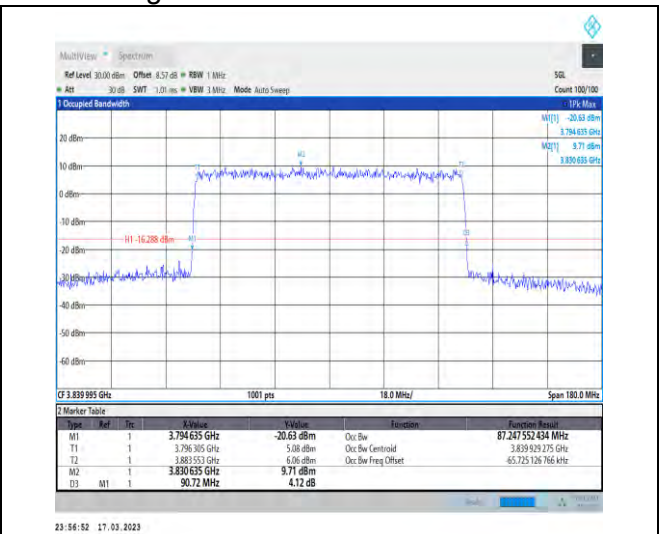 MultiView Spectrum
Ref Level 30.00 dBm Offset 8.57 dB RBW 1 MHz SGL
Att 30 dB SWT 1.01 ms VBW 3 MHz Mode Auto Sweep Count 100/100
1 Occupied Bandwidth 1Pk Max
M1[1] -20.63 dBm
3.794 635 GHz
M2[1] 9.71 dBm
3.830 635 GHz
20 dBm
M2
10 dBm
T1
0 dBm
-10 dBm
D3
H1 -16.288 dBm M1
-20 dBm
-30 dBm
-40 dBm
-50 dBm
-60 dBm
CF 3.839 995 GHz 1001 pts 18.0 MHz/ Span 180.0 MHz
2 Marker Table
Type Ref Trc X-Value Y-Value Function Function Result
M1 1 3.794 635 GHz -20.63 dBm Occ Bw 87.247 552 434 MHz
T1 1 3.796 305 GHz 5.08 dBm Occ Bw Centroid 3.839 929 275 GHz
T2 1 3.883 553 GHz 6.06 dBm Occ Bw Freq Offset -65.725 126 766 kHz
M2 1 3.830 635 GHz 9.71 dBm
D3 M1 1 90.72 MHz 4.12 dB
23:56:52 17.03.2023